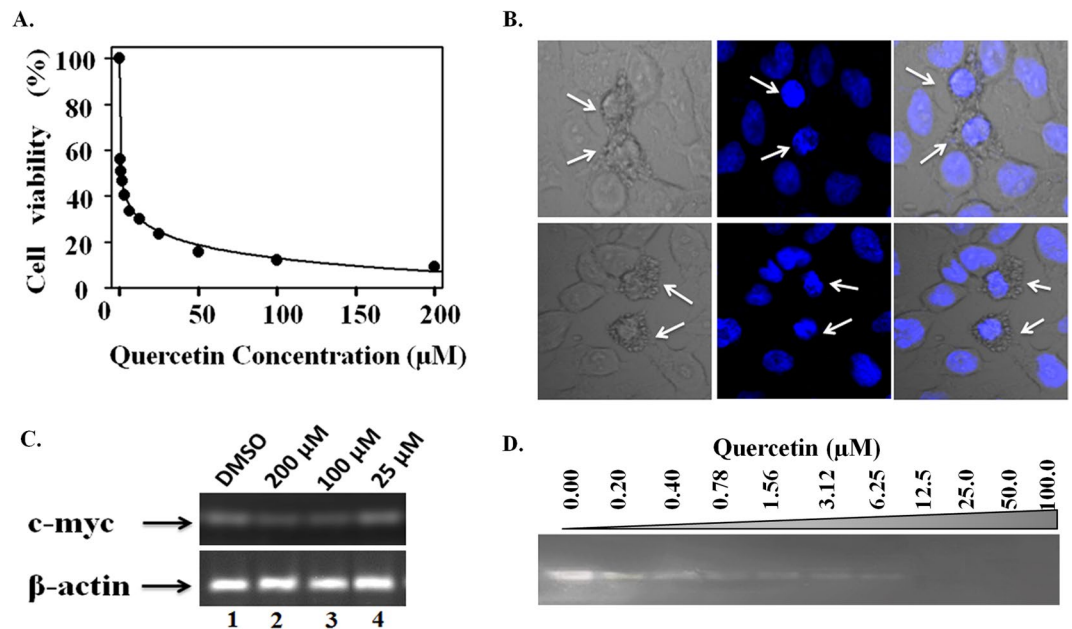 A.
Cell viability (%)
100
80
60
40
20
0
0 50 100 150 200
Quercetin Concentration (µM)
B.
C.
DMSO 200 µM 100 µM 25 µM
c-myc
β-actin
1 2 3 4
D.
Quercetin (µM)
0.00 0.20 0.40 0.78 1.56 3.12 6.25 12.5 25.0 50.0 100.0